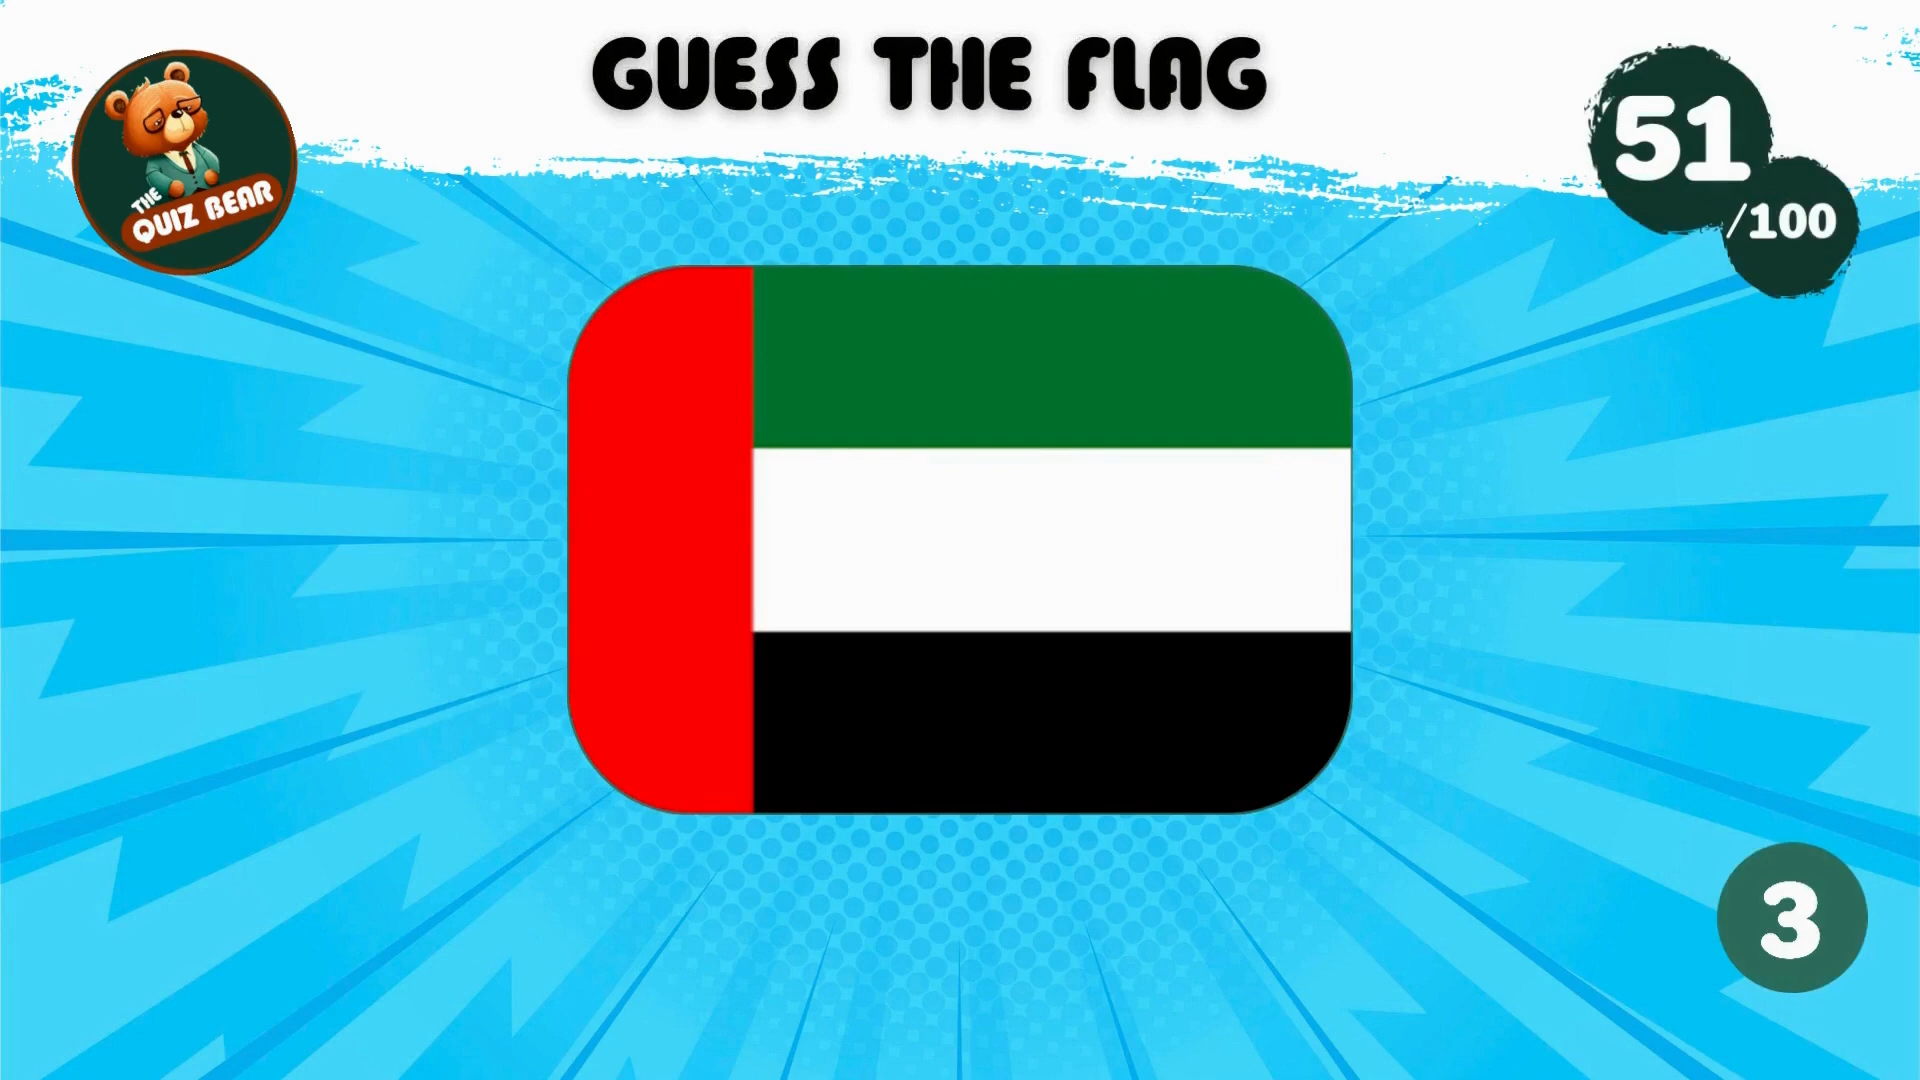 GUESS THE FLAG
THE
QUIZ BEAR
51
/100
3